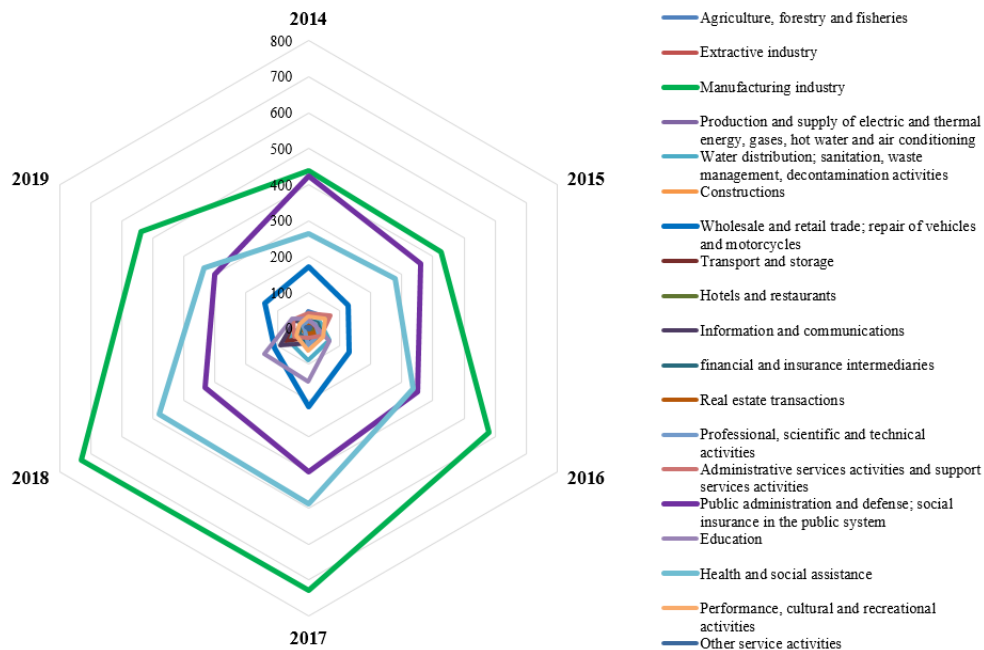 2014
800
700
600
500
400
300
200
100
0
2019
2015
2018
2016
2017
Agriculture, forestry and fisheries
Extractive industry
Manufacturing industry
Production and supply of electric and thermal
energy, gases, hot water and air conditioning
Water distribution; sanitation, waste
management, decontamination activities
Constructions
Wholesale and retail trade; repair of vehicles
and motorcycles
Transport and storage
Hotels and restaurants
Information and communications
financial and insurance intermediaries
Real estate transactions
Professional, scientific and technical
activities
Administrative services activities and support
services activities
Public administration and defense; social
insurance in the public system
Education
Health and social assistance
Performance, cultural and recreational
activities
Other service activities